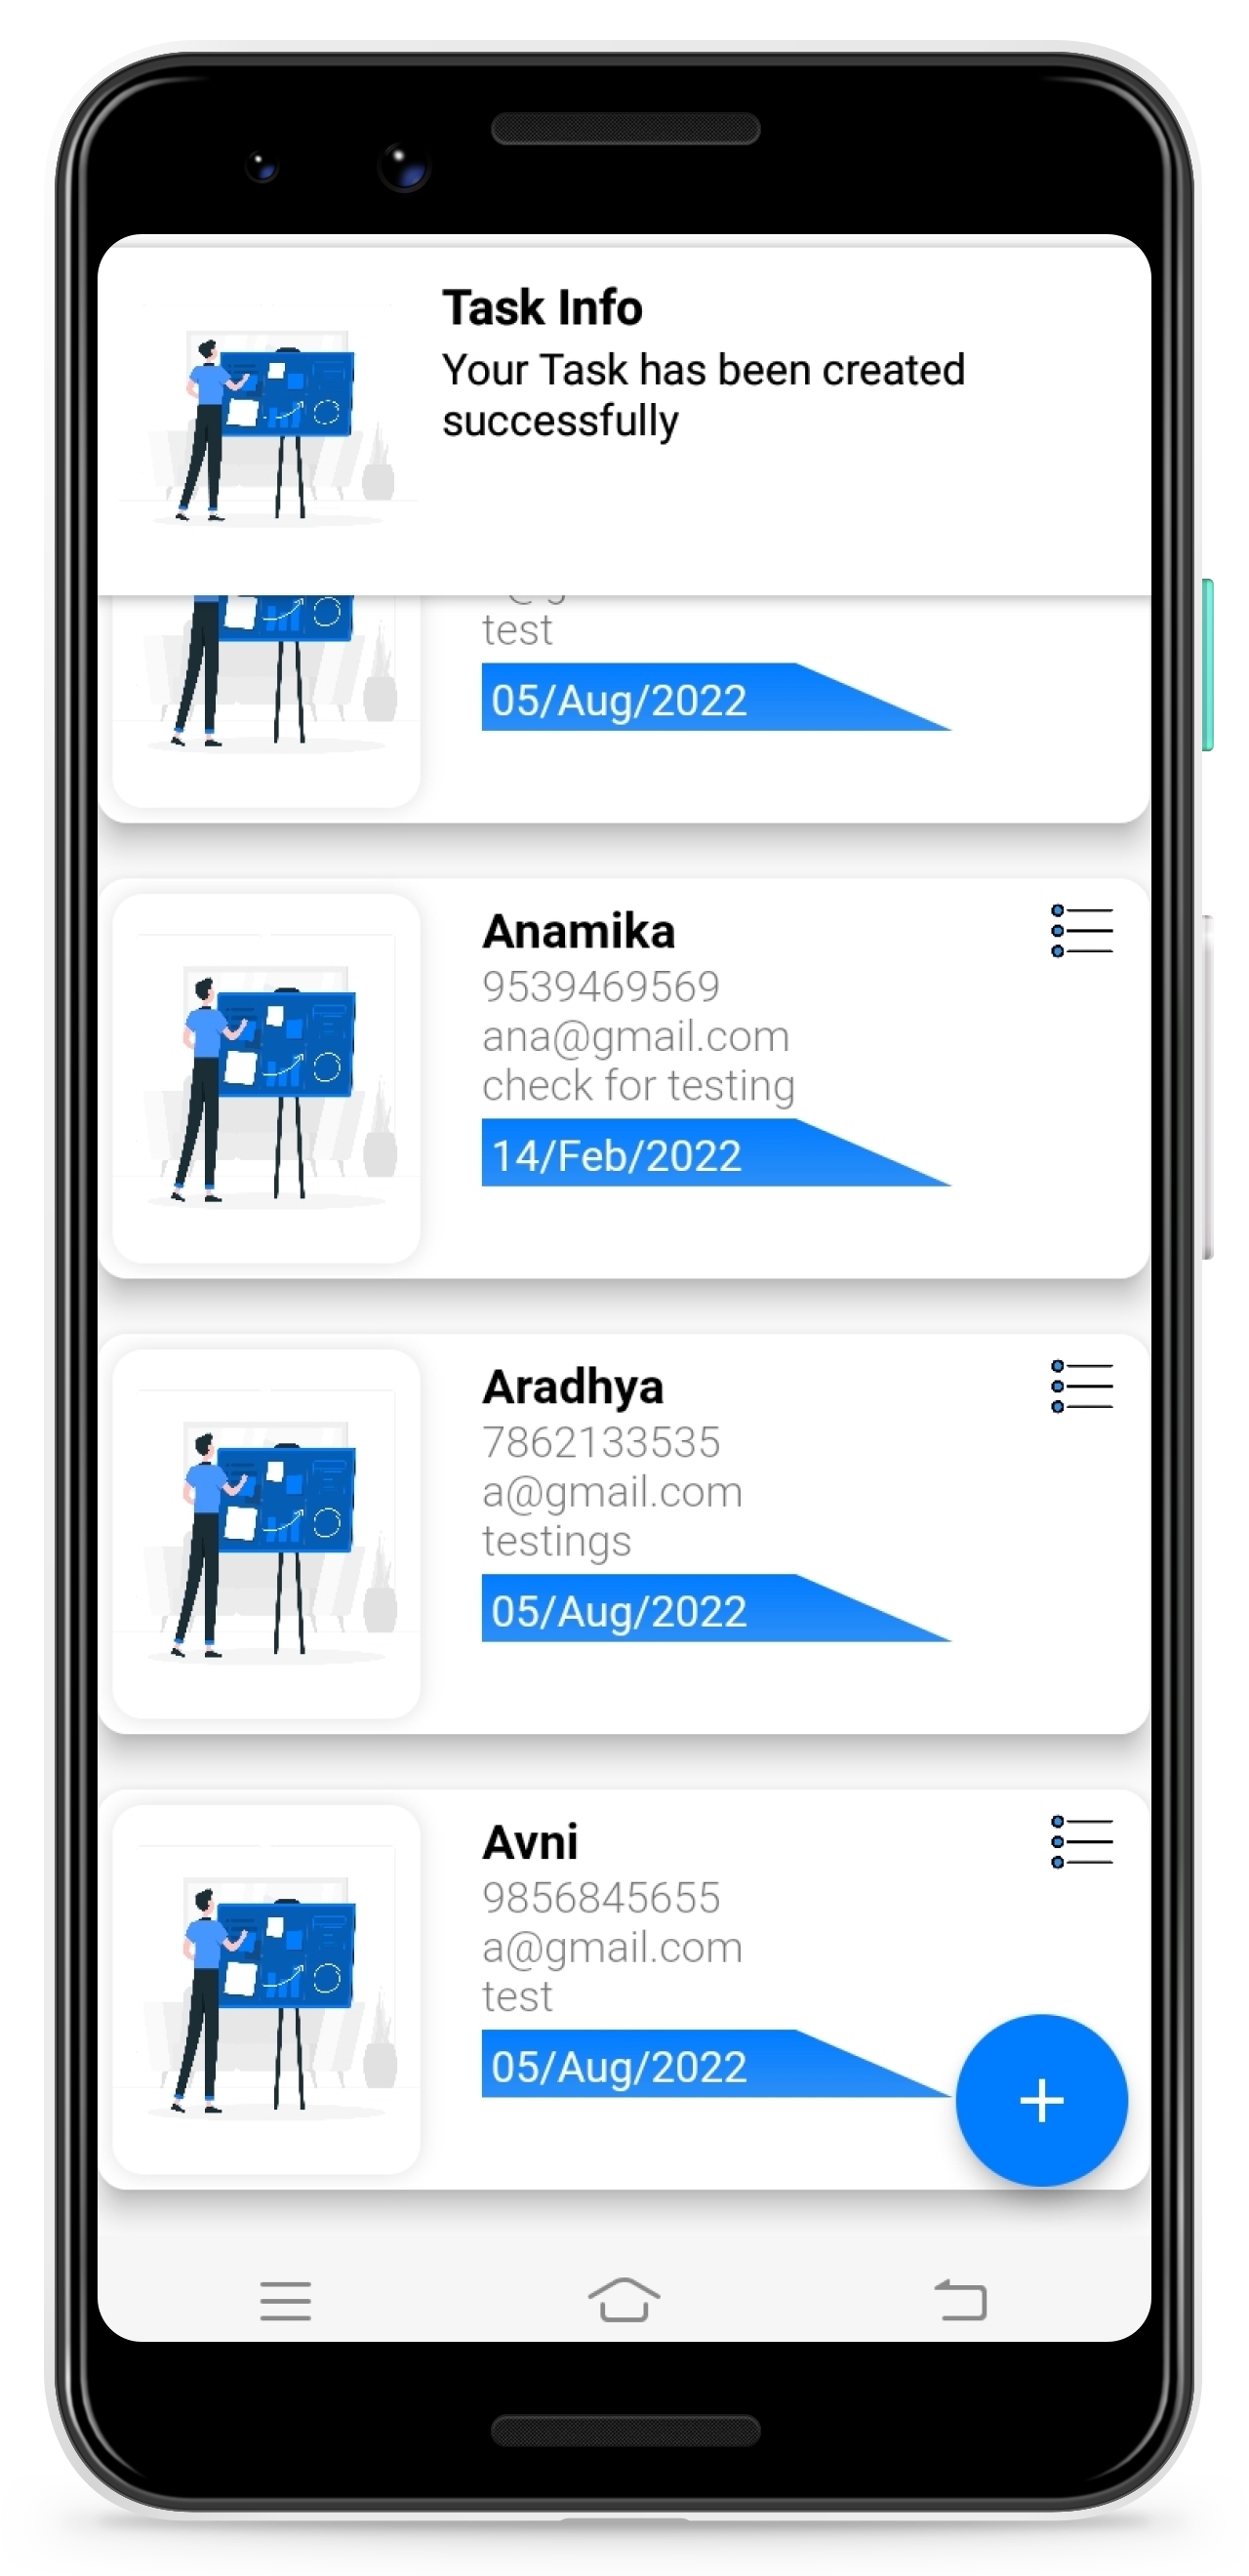 Task Info
Your Task has been created
successfully
test
05/Aug/2022
Anamika
9539469569
ana@gmail.com
check for testing
14/Feb/2022
Aradhya
7862133535
a@gmail.com
testings
05/Aug/2022
Avni
9856845655
a@gmail.com
test
05/Aug/2022
+